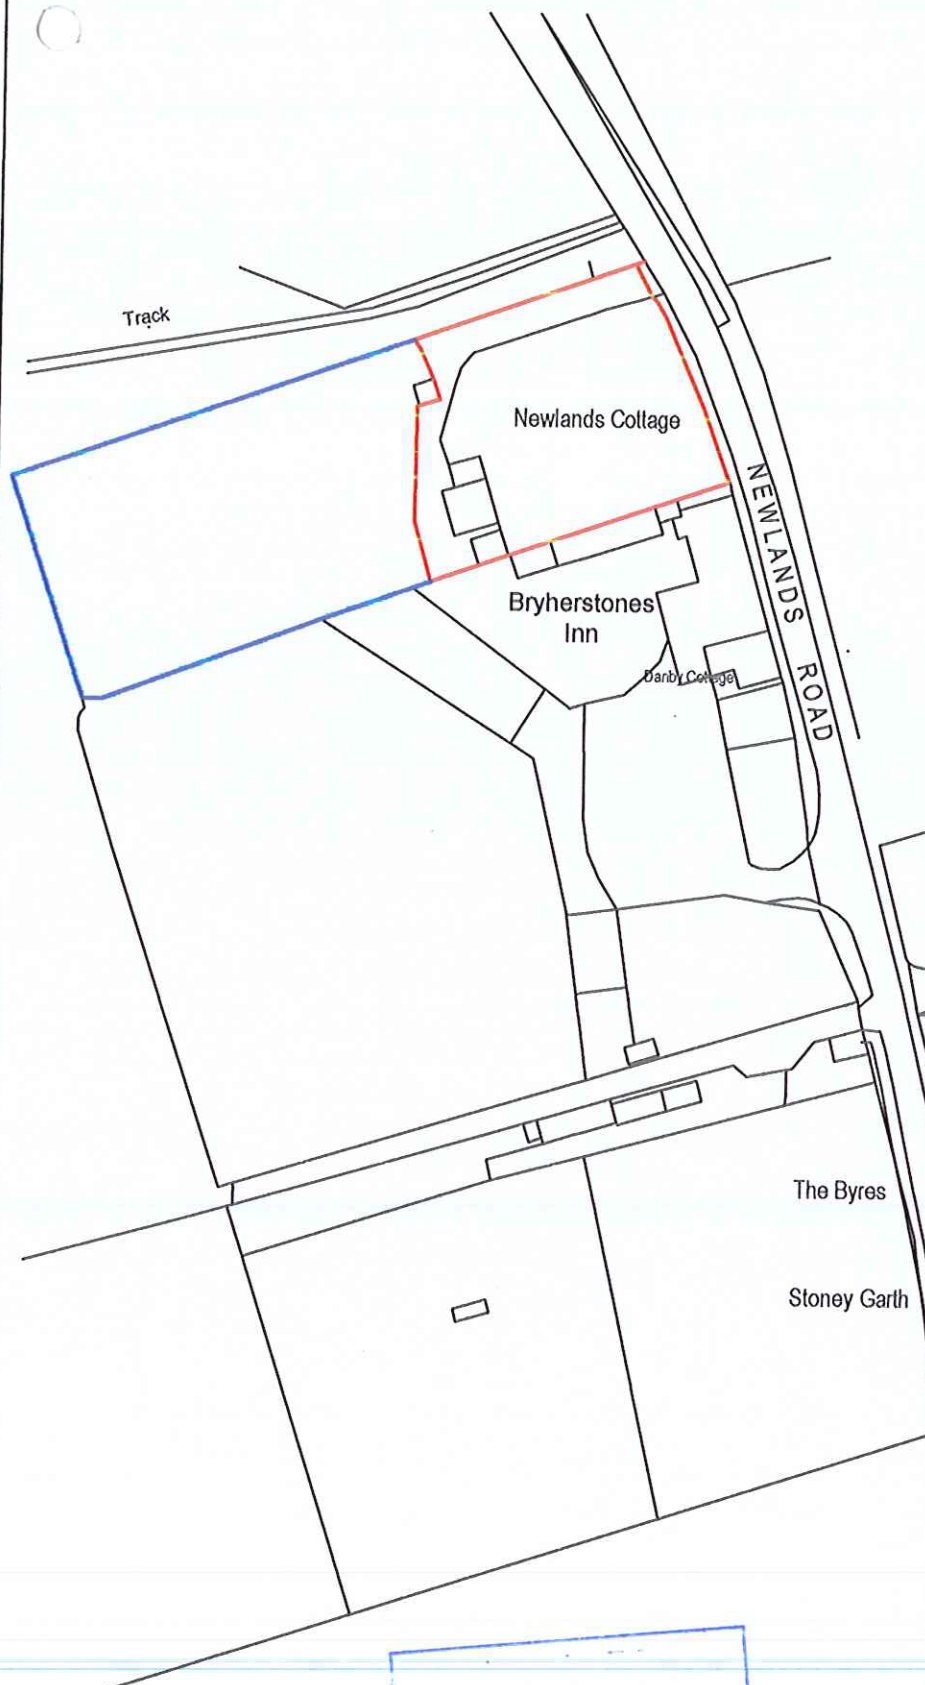 Track
Newlands Cottage
NEWLANDS ROAD
Bryherstones
Inn
Danby Cottage
The Byres
Stoney Garth